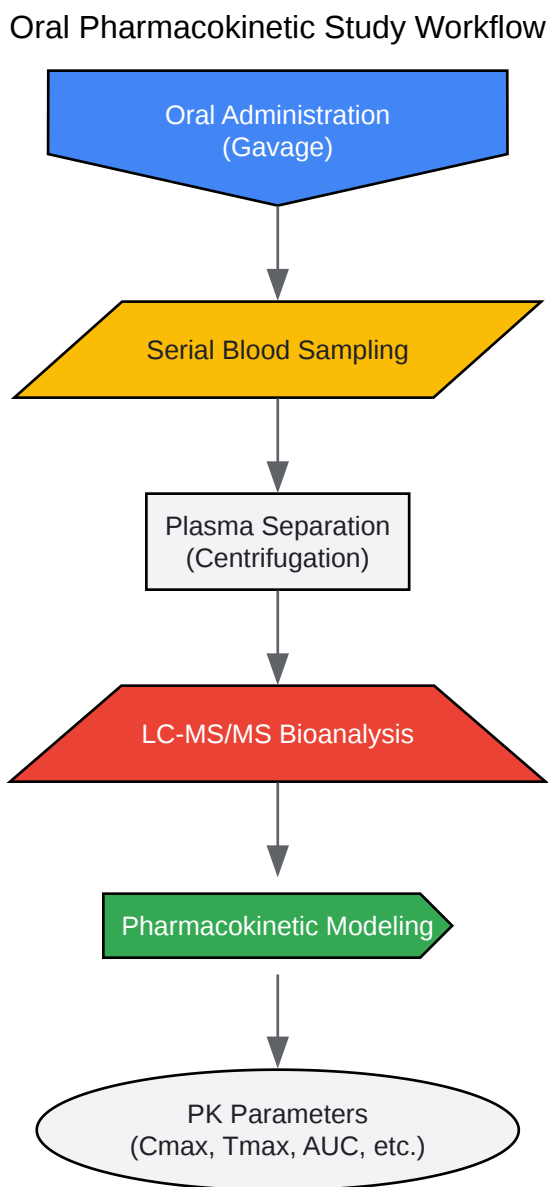 Oral Pharmacokinetic Study Workflow
Oral Administration
(Gavage)
Serial Blood Sampling
Plasma Separation
(Centrifugation)
LC-MS/MS Bioanalysis
Pharmacokinetic Modeling
PK Parameters
(Cmax, Tmax, AUC, etc.)